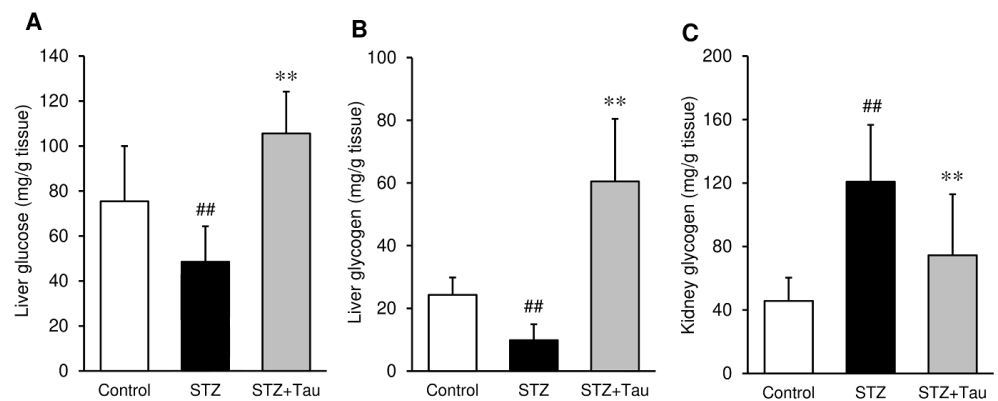 A
Liver glucose (mg/g tissue)
140
120
100
80
60
40
20
0
##
**
Control
STZ
STZ+Tau
B
Liver glycogen (mg/g tissue)
100
80
60
40
20
0
##
**
Control
STZ
STZ+Tau
C
Kidney glycogen (mg/g tissue)
200
160
120
80
40
0
##
**
Control
STZ
STZ+Tau